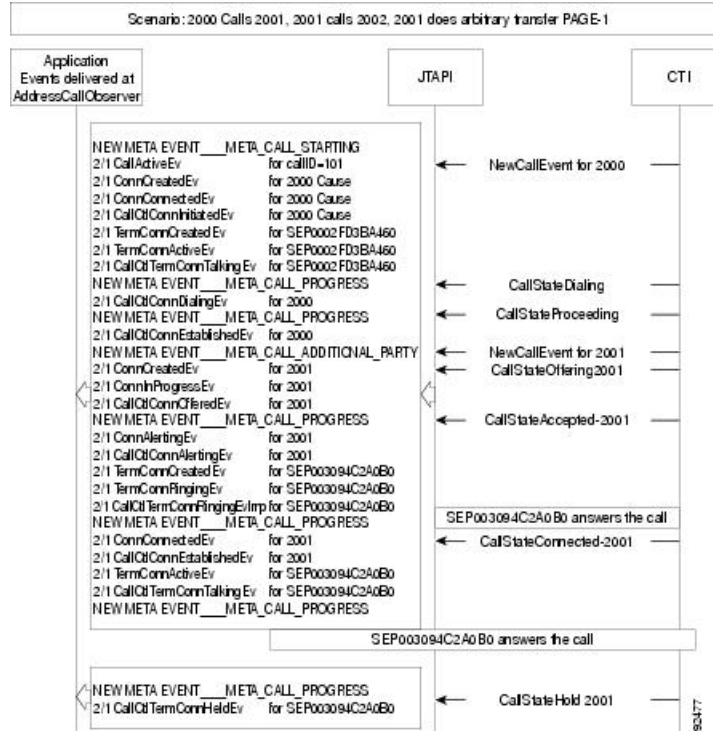 Scenario: 2000 Calls 2001, 2001 calls 2002, 2001 does arbitrary transfer PAGE-1
Application
Events delivered at
AddressCallObserver
JTAPI
CTI
NEW META EVENT___META_CALL_STARTING
2/1 CallActiveEv for callID=101
2/1 ConnCreatedEv for 2000 Cause
2/1 ConnConnectedEv for 2000 Cause
2/1 CallCtlConnInitiatedEv for 2000 Cause
2/1 TermConnCreatedEv for SEP0002FD3BA460
2/1 TermConnActiveEv for SEP0002FD3BA460
2/1 CallCtlTermConnTalkingEv for SEP0002FD3BA460
NEW META EVENT___META_CALL_PROGRESS
2/1 CallCtlConnDialingEv for 2000
NEW META EVENT___META_CALL_PROGRESS
2/1 CallCtlConnEstablishedEv for 2000
NEW META EVENT___META_CALL_ADDITIONAL_PARTY
2/1 ConnCreatedEv for 2001
2/1 ConnInProgressEv for 2001
2/1 CallCtlConnOfferedEv for 2001
NEW META EVENT___META_CALL_PROGRESS
2/1 ConnAlertingEv for 2001
2/1 CallCtlConnAlertingEv for 2001
2/1 TermConnCreatedEv for SEP003094C2A0B0
2/1 TermConnRingingEv for SEP003094C2A0B0
2/1 CallCtlTermConnRingingEvImp for SEP003094C2A0B0
NEW META EVENT___META_CALL_PROGRESS
2/1 ConnConnectedEv for 2001
2/1 CallCtlConnEstablishedEv for 2001
2/1 TermConnActiveEv for SEP003094C2A0B0
2/1 CallCtlTermConnTalkingEv for SEP003094C2A0B0
NEW META EVENT___META_CALL_PROGRESS
NewCallEvent for 2000
CallStateDialing
CallStateProceeding
NewCallEvent for 2001
CallStateOffering2001
CallStateAccepted-2001
SEP003094C2A0B0 answers the call
CallStateConnected-2001
SEP003094C2A0B0 answers the call
NEW META EVENT___META_CALL_PROGRESS
2/1 CallCtlTermConnHeldEv for SEP003094C2A0B0
CallStateHold 2001
92477